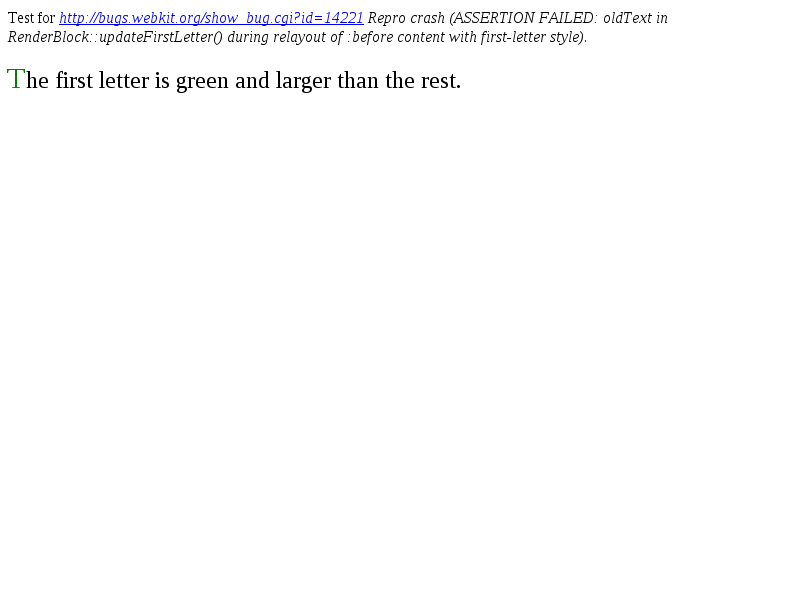 Test for http://bugs.webkit.org/show_bug.cgi?id=14221 Repro crash (ASSERTION FAILED: oldText in
RenderBlock::updateFirstLetter() during relayout of :before content with first-letter style).
The first letter is green and larger than the rest.